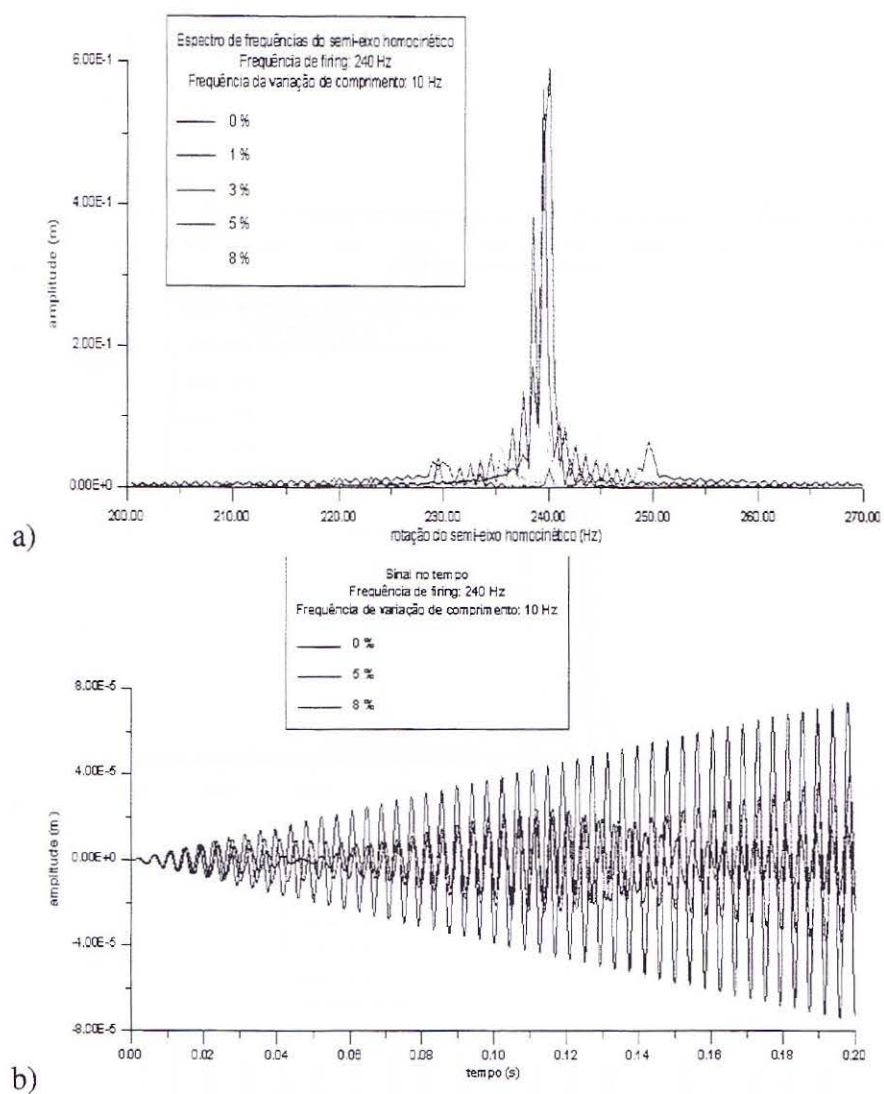 Espectro de frequências do semi-eixo homocinético
Frequência de firing: 240 Hz
Frequência da variação de comprimento: 10 Hz
0 %
1 %
3 %
5 %
8 %
6.00E-1
4.00E-1
2.00E-1
0.00E+0
amplitude (m)
200.00 210.00 220.00 230.00 240.00 250.00 260.00 270.00
rotação do semi-eixo homocinético (Hz)
a)
Sinal no tempo
Frequência de firing: 240 Hz
Frequência de variação de comprimento: 10 Hz
0 %
5 %
8 %
8.00E-5
4.00E-5
0.00E+0
-4.00E-5
-8.00E-5
amplitude (m)
0.00 0.02 0.04 0.06 0.08 0.10 0.12 0.14 0.16 0.18 0.20
tempo (s)
b)